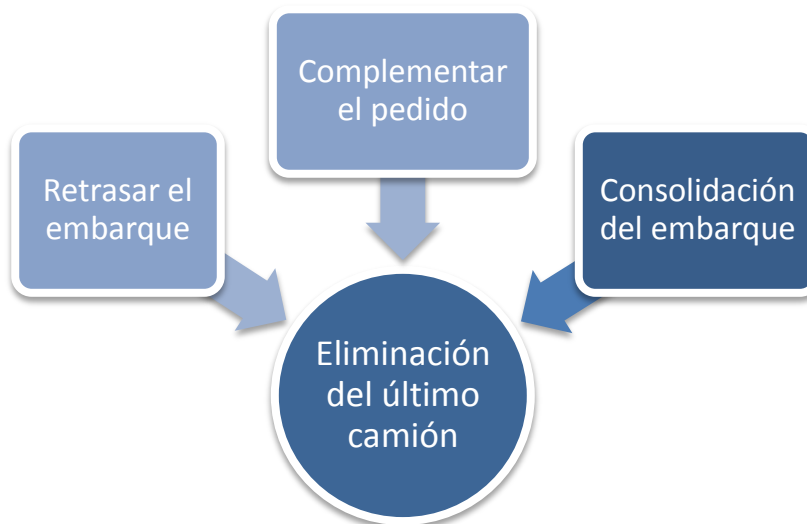 Complementar
el pedido
Retrasar el
embarque
Consolidación
del embarque
Eliminación
del último
camión